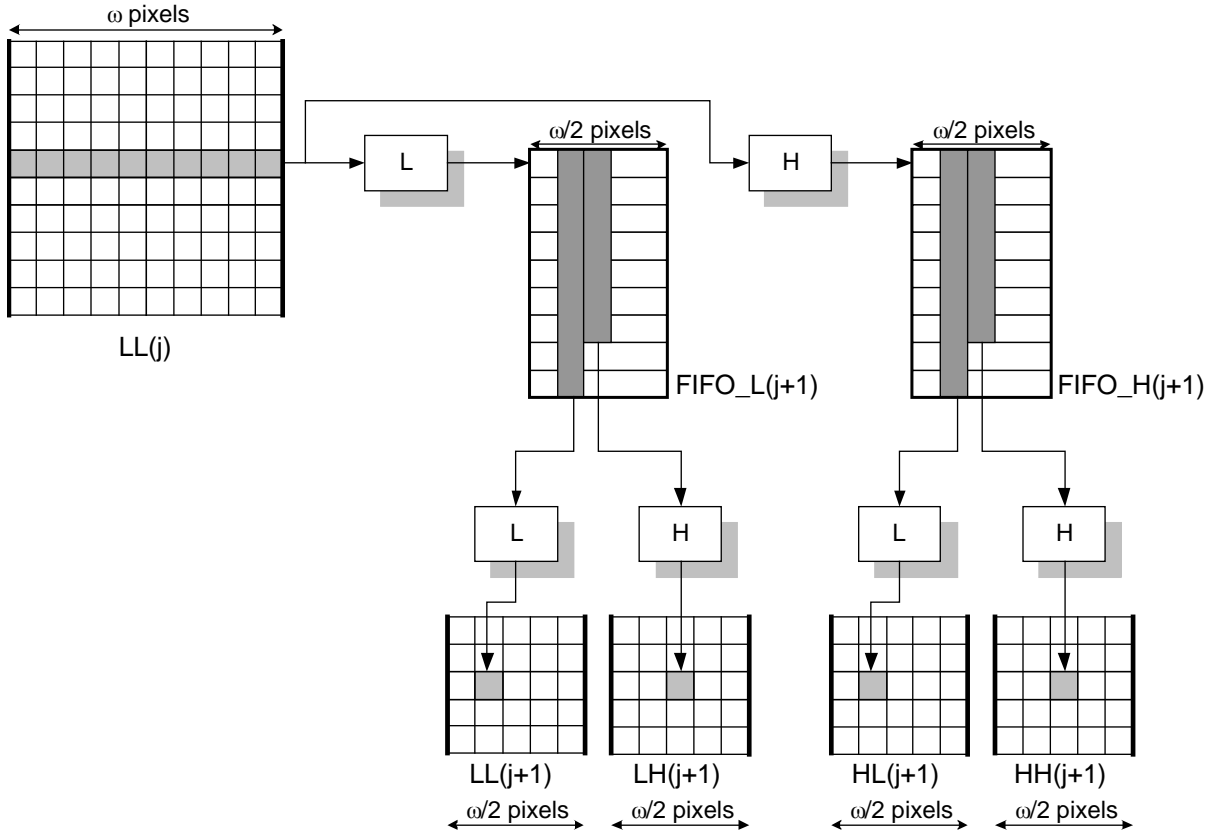 ω pixels
ω/2 pixels
ω/2 pixels
L
H
LL(j)
FIFO_L(j+1)
FIFO_H(j+1)
L
H
L
H
LL(j+1)
LH(j+1)
HL(j+1)
HH(j+1)
ω/2 pixels
ω/2 pixels
ω/2 pixels
ω/2 pixels